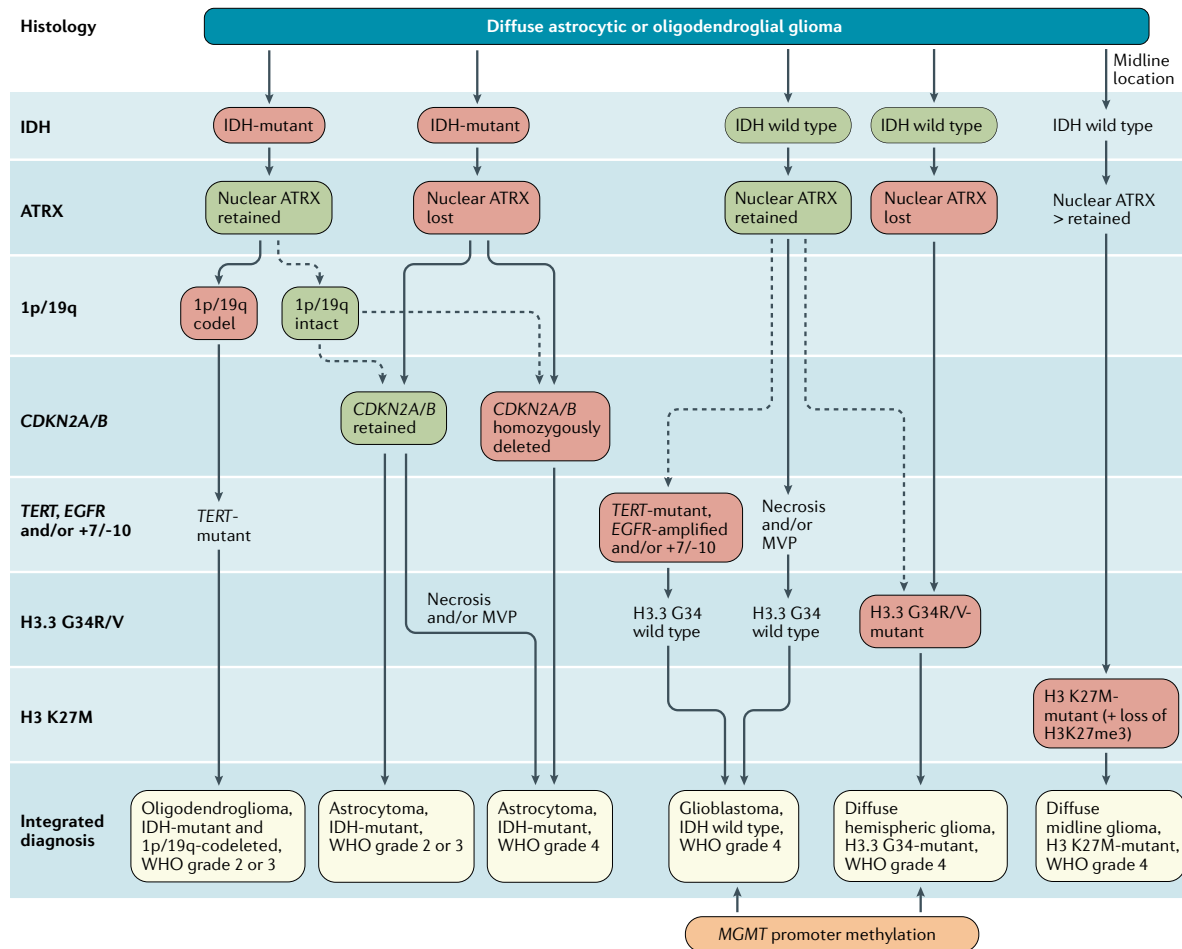 Histology
Diffuse astrocytic or oligodendroglial glioma
Midline
location
IDH
IDH-mutant
IDH-mutant
IDH wild type
IDH wild type
IDH wild type
ATRX
Nuclear ATRX
retained
Nuclear ATRX
lost
Nuclear ATRX
retained
Nuclear ATRX
lost
Nuclear ATRX
> retained
1p/19q
1p/19q
codel
1p/19q
intact
CDKN2A/B
CDKN2A/B
retained
CDKN2A/B
homozygously
deleted
TERT, EGFR
and/or +7/-10
TERT-
mutant
TERT-mutant,
EGFR-amplified
and/or +7/-10
Necrosis
and/or
MVP
H3.3 G34R/V
Necrosis
and/or MVP
H3.3 G34
wild type
H3.3 G34
wild type
H3.3 G34R/V-
mutant
H3 K27M
H3 K27M-
mutant (+ loss of
H3K27me3)
Integrated
diagnosis
Oligodendroglioma,
IDH-mutant and
1p/19q-codeleted,
WHO grade 2 or 3
Astrocytoma,
IDH-mutant,
WHO grade 2 or 3
Astrocytoma,
IDH-mutant,
WHO grade 4
Glioblastoma,
IDH wild type,
WHO grade 4
Diffuse
hemispheric glioma,
H3.3 G34-mutant,
WHO grade 4
Diffuse
midline glioma,
H3 K27M-mutant,
WHO grade 4
MGMT promoter methylation